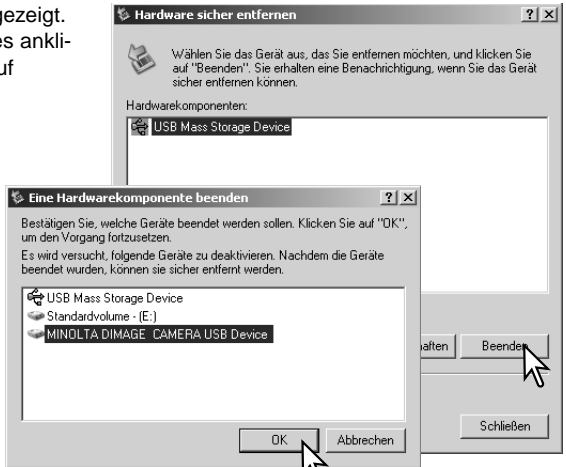 gezeigt.
es ankli-
uf
Hardware sicher entfernen
Wählen Sie das Gerät aus, das Sie entfernen möchten, und klicken Sie
auf "Beenden". Sie erhalten eine Benachrichtigung, wenn Sie das Gerät
sicher entfernen können.
Hardwarekomponenten:
USB Mass Storage Device
Eine Hardwarekomponente beenden
Bestätigen Sie, welche Geräte beendet werden sollen. Klicken Sie auf "OK",
um den Vorgang fortzusetzen.
Es wird versucht, folgende Geräte zu deaktivieren. Nachdem die Geräte
beendet wurden, können sie sicher entfernt werden.
USB Mass Storage Device
Standardvolume - (E:)
MINOLTA DIMAGE CAMERA USB Device
haften Beenden
OK Abbrechen
Schließen